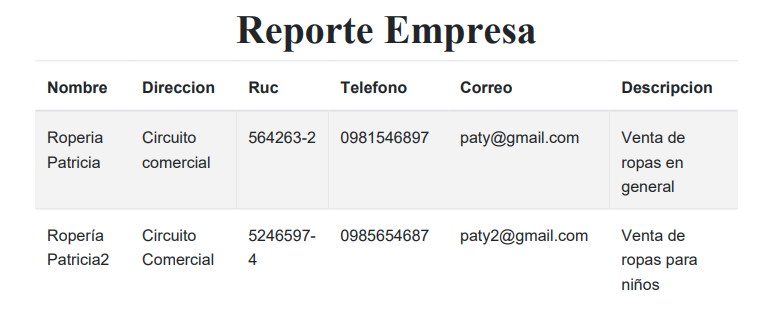 Reporte Empresa
Nombre Direccion Ruc Telefono Correo Descripcion
Roperia Circuito 564263-2 0981546897 paty@gmail.com Venta de
Patricia comercial ropas en
general
Ropería Circuito 5246597- 0985654687 paty2@gmail.com Venta de
Patricia2 Comercial 4 ropas para
niños